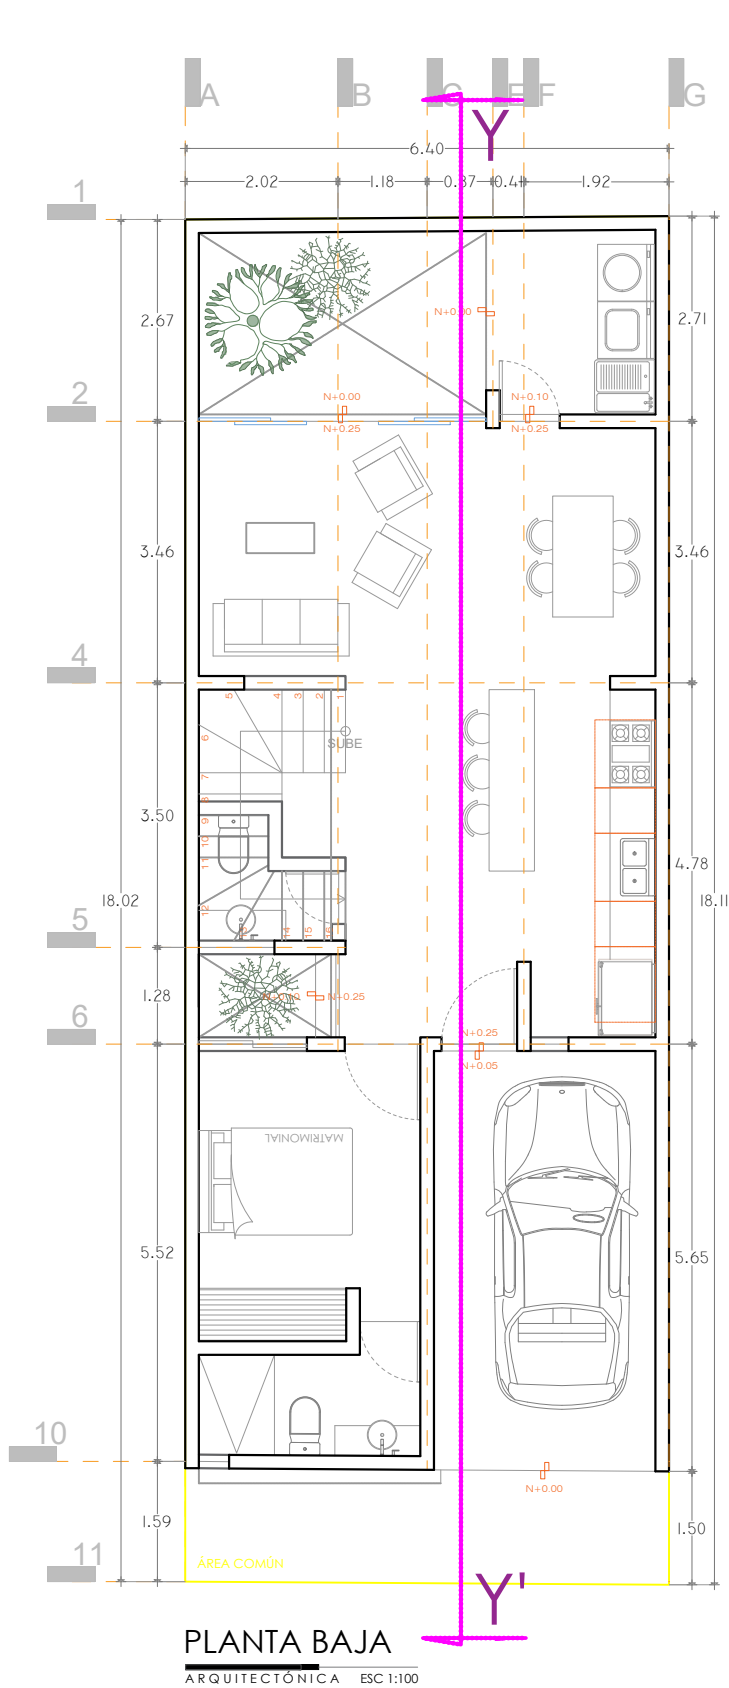 A B C E F G
Y
6.40
2.02 1.18 0.87 0.41 1.92
1
2.67
2.71
N+0.00
2
N+0.00
N+0.10
N+0.25
N+0.25
3.46
3.46
4
5 4 3 2 1
SUBE
6
7
8
9
10
11
12
13 14 15 16
3.50
4.78
18.02
18.11
5
1.28
N+0.25
6
N+0.25
N+0.05
MATRIMONIAL
5.52
5.65
10
N+0.00
1.59
1.50
11
ÁREA COMÚN
Y'
PLANTA BAJA
ARQUITECTÓNICA ESC 1:100